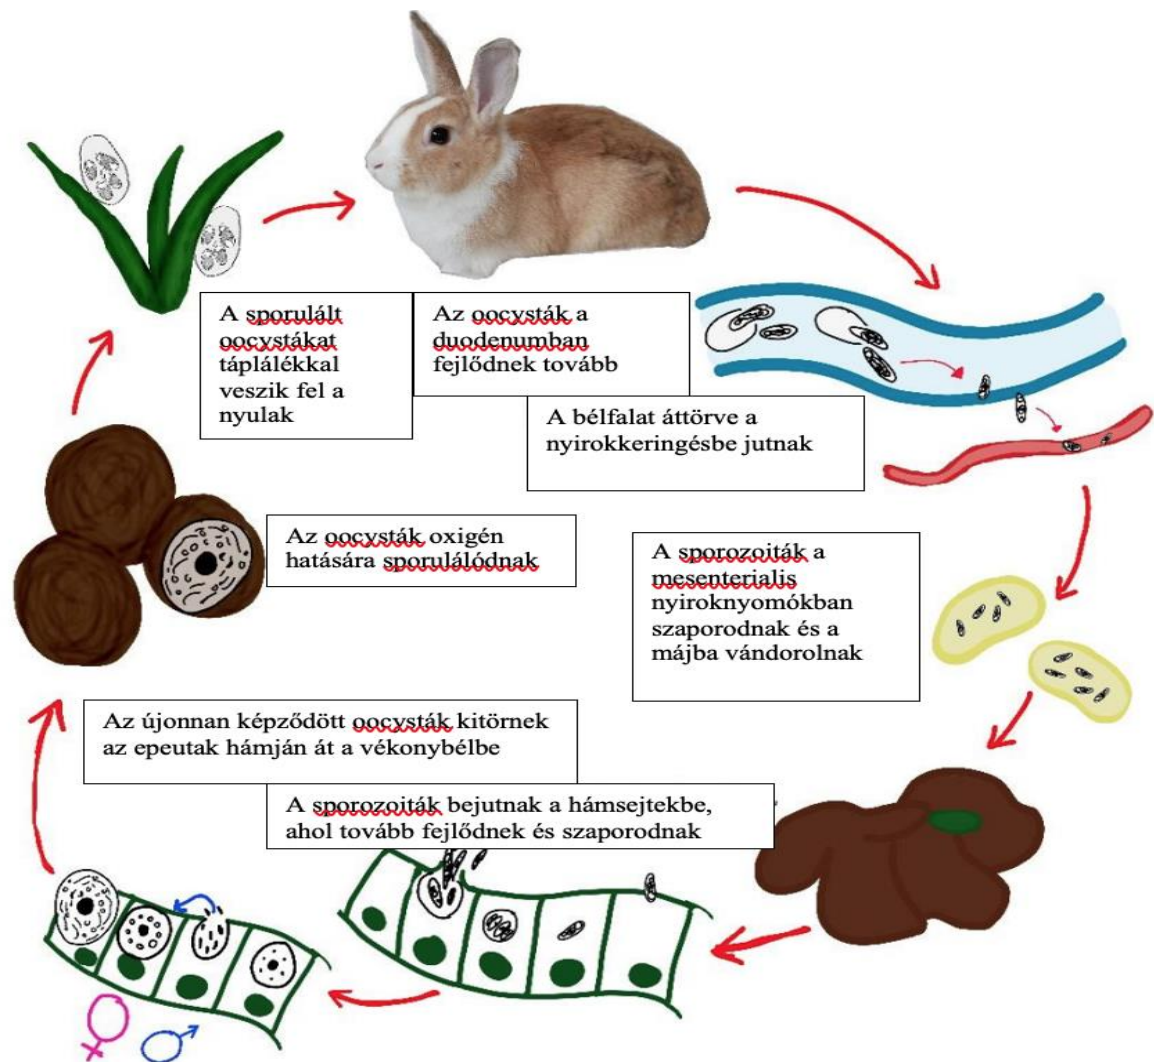 A sporulált
oocystákat
táplálékkal
veszik fel a
nyulak
Az oocysták a
duodenumban
fejlődnek tovább
A bélfalat áttörve a
nyirokkeringésbe jutnak
Az oocysták oxigén
hatására sporulálódnak
A sporozoiták a
mesenterialis
nyiroknyomókban
szaporodnak és a
májba vándorolnak
Az újonnan képződött oocysták kitörnek
az epeutak hámján át a vékonybélbe
A sporozoiták bejutnak a hámsejtekbe,
ahol tovább fejlődnek és szaporodnak